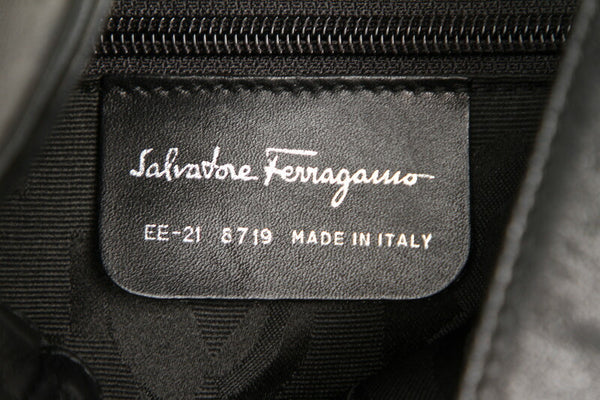 Salvatore Ferragamo
EE-21 8719 MADE IN ITALY